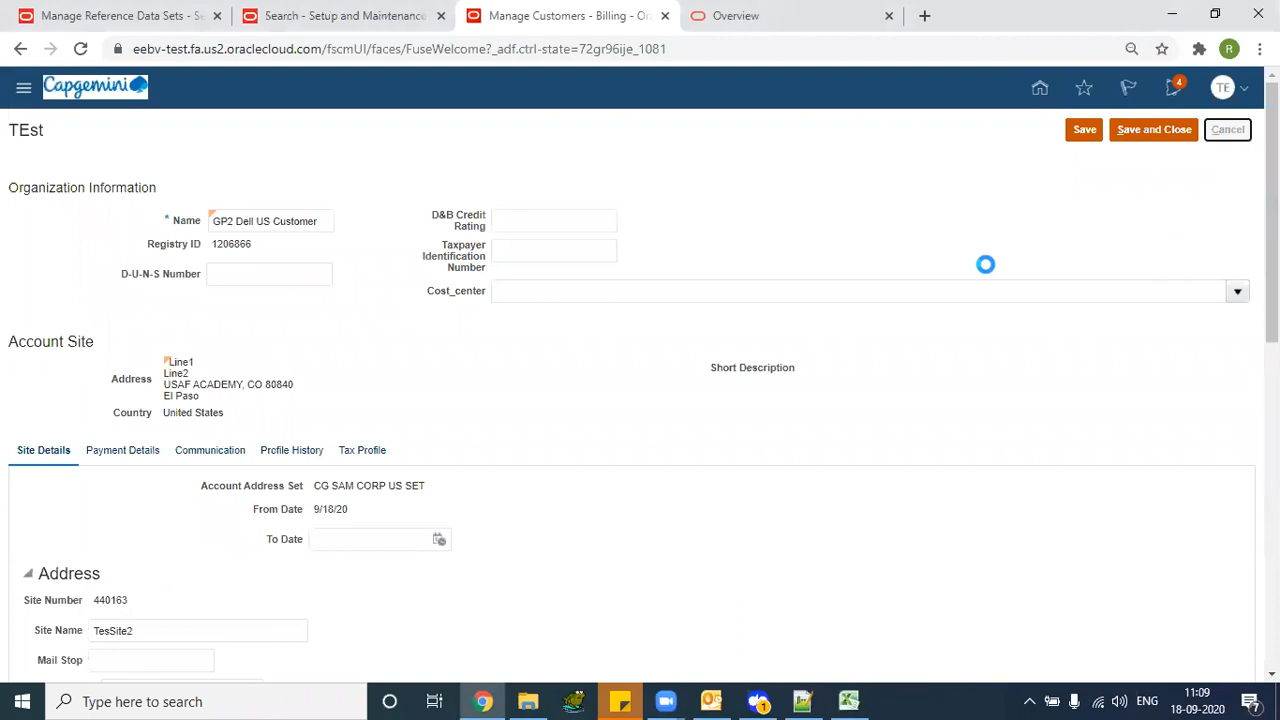 Manage Reference Data Sets - Se
Search - Setup and Maintenance
Manage Customers - Billing - Or
Overview
eebv-test.fa.us2.oraclecloud.com/fscmUI/faces/FuseWelcome?_adf.ctrl-state=72gr96ije_1081
R
Capgemini
4
TE
TEst
Save
Save and Close
Cancel
Organization Information
* Name GP2 Dell US Customer
Registry ID 1206866
D-U-N-S Number
D&B Credit
Rating
Taxpayer
Identification
Number
Cost_center
Account Site
Address
Line1
Line2
USAF ACADEMY, CO 80840
El Paso
Country United States
Short Description
Site Details Payment Details Communication Profile History Tax Profile
Account Address Set CG SAM CORP US SET
From Date 9/18/20
To Date
Address
Site Number 440163
Site Name TesSite2
Mail Stop
Type here to search
1
ENG
11:09
18-09-2020
7